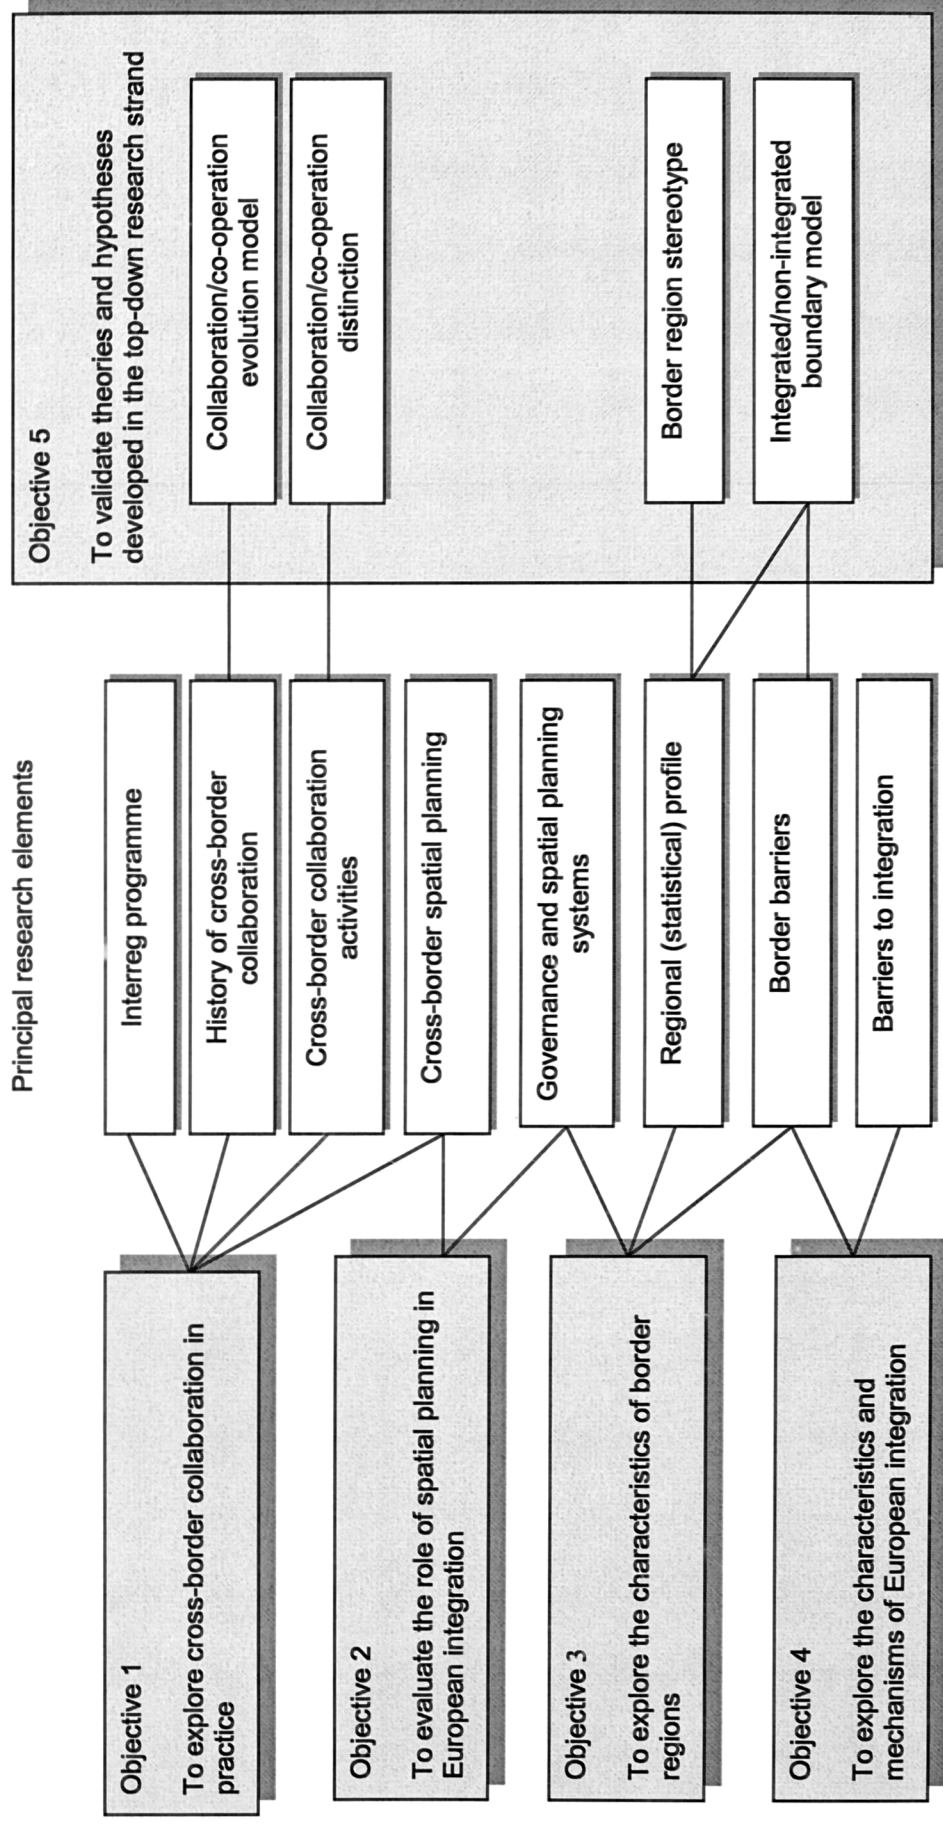 Principal research elements
Objective 1
To explore cross-border collaboration in
practice
Objective 2
To evaluate the role of spatial planning in
European integration
Objective 3
To explore the characteristics of border
regions
Objective 4
To explore the characteristics and
mechanisms of European integration
Interreg programme
History of cross-border
collaboration
Cross-border collaboration
activities
Cross-border spatial planning
Governance and spatial planning
systems
Regional (statistical) profile
Border barriers
Barriers to integration
Objective 5
To validate theories and hypotheses
developed in the top-down research strand
Collaboration/co-operation
evolution model
Collaboration/co-operation
distinction
Border region stereotype
Integrated/non-integrated
boundary model